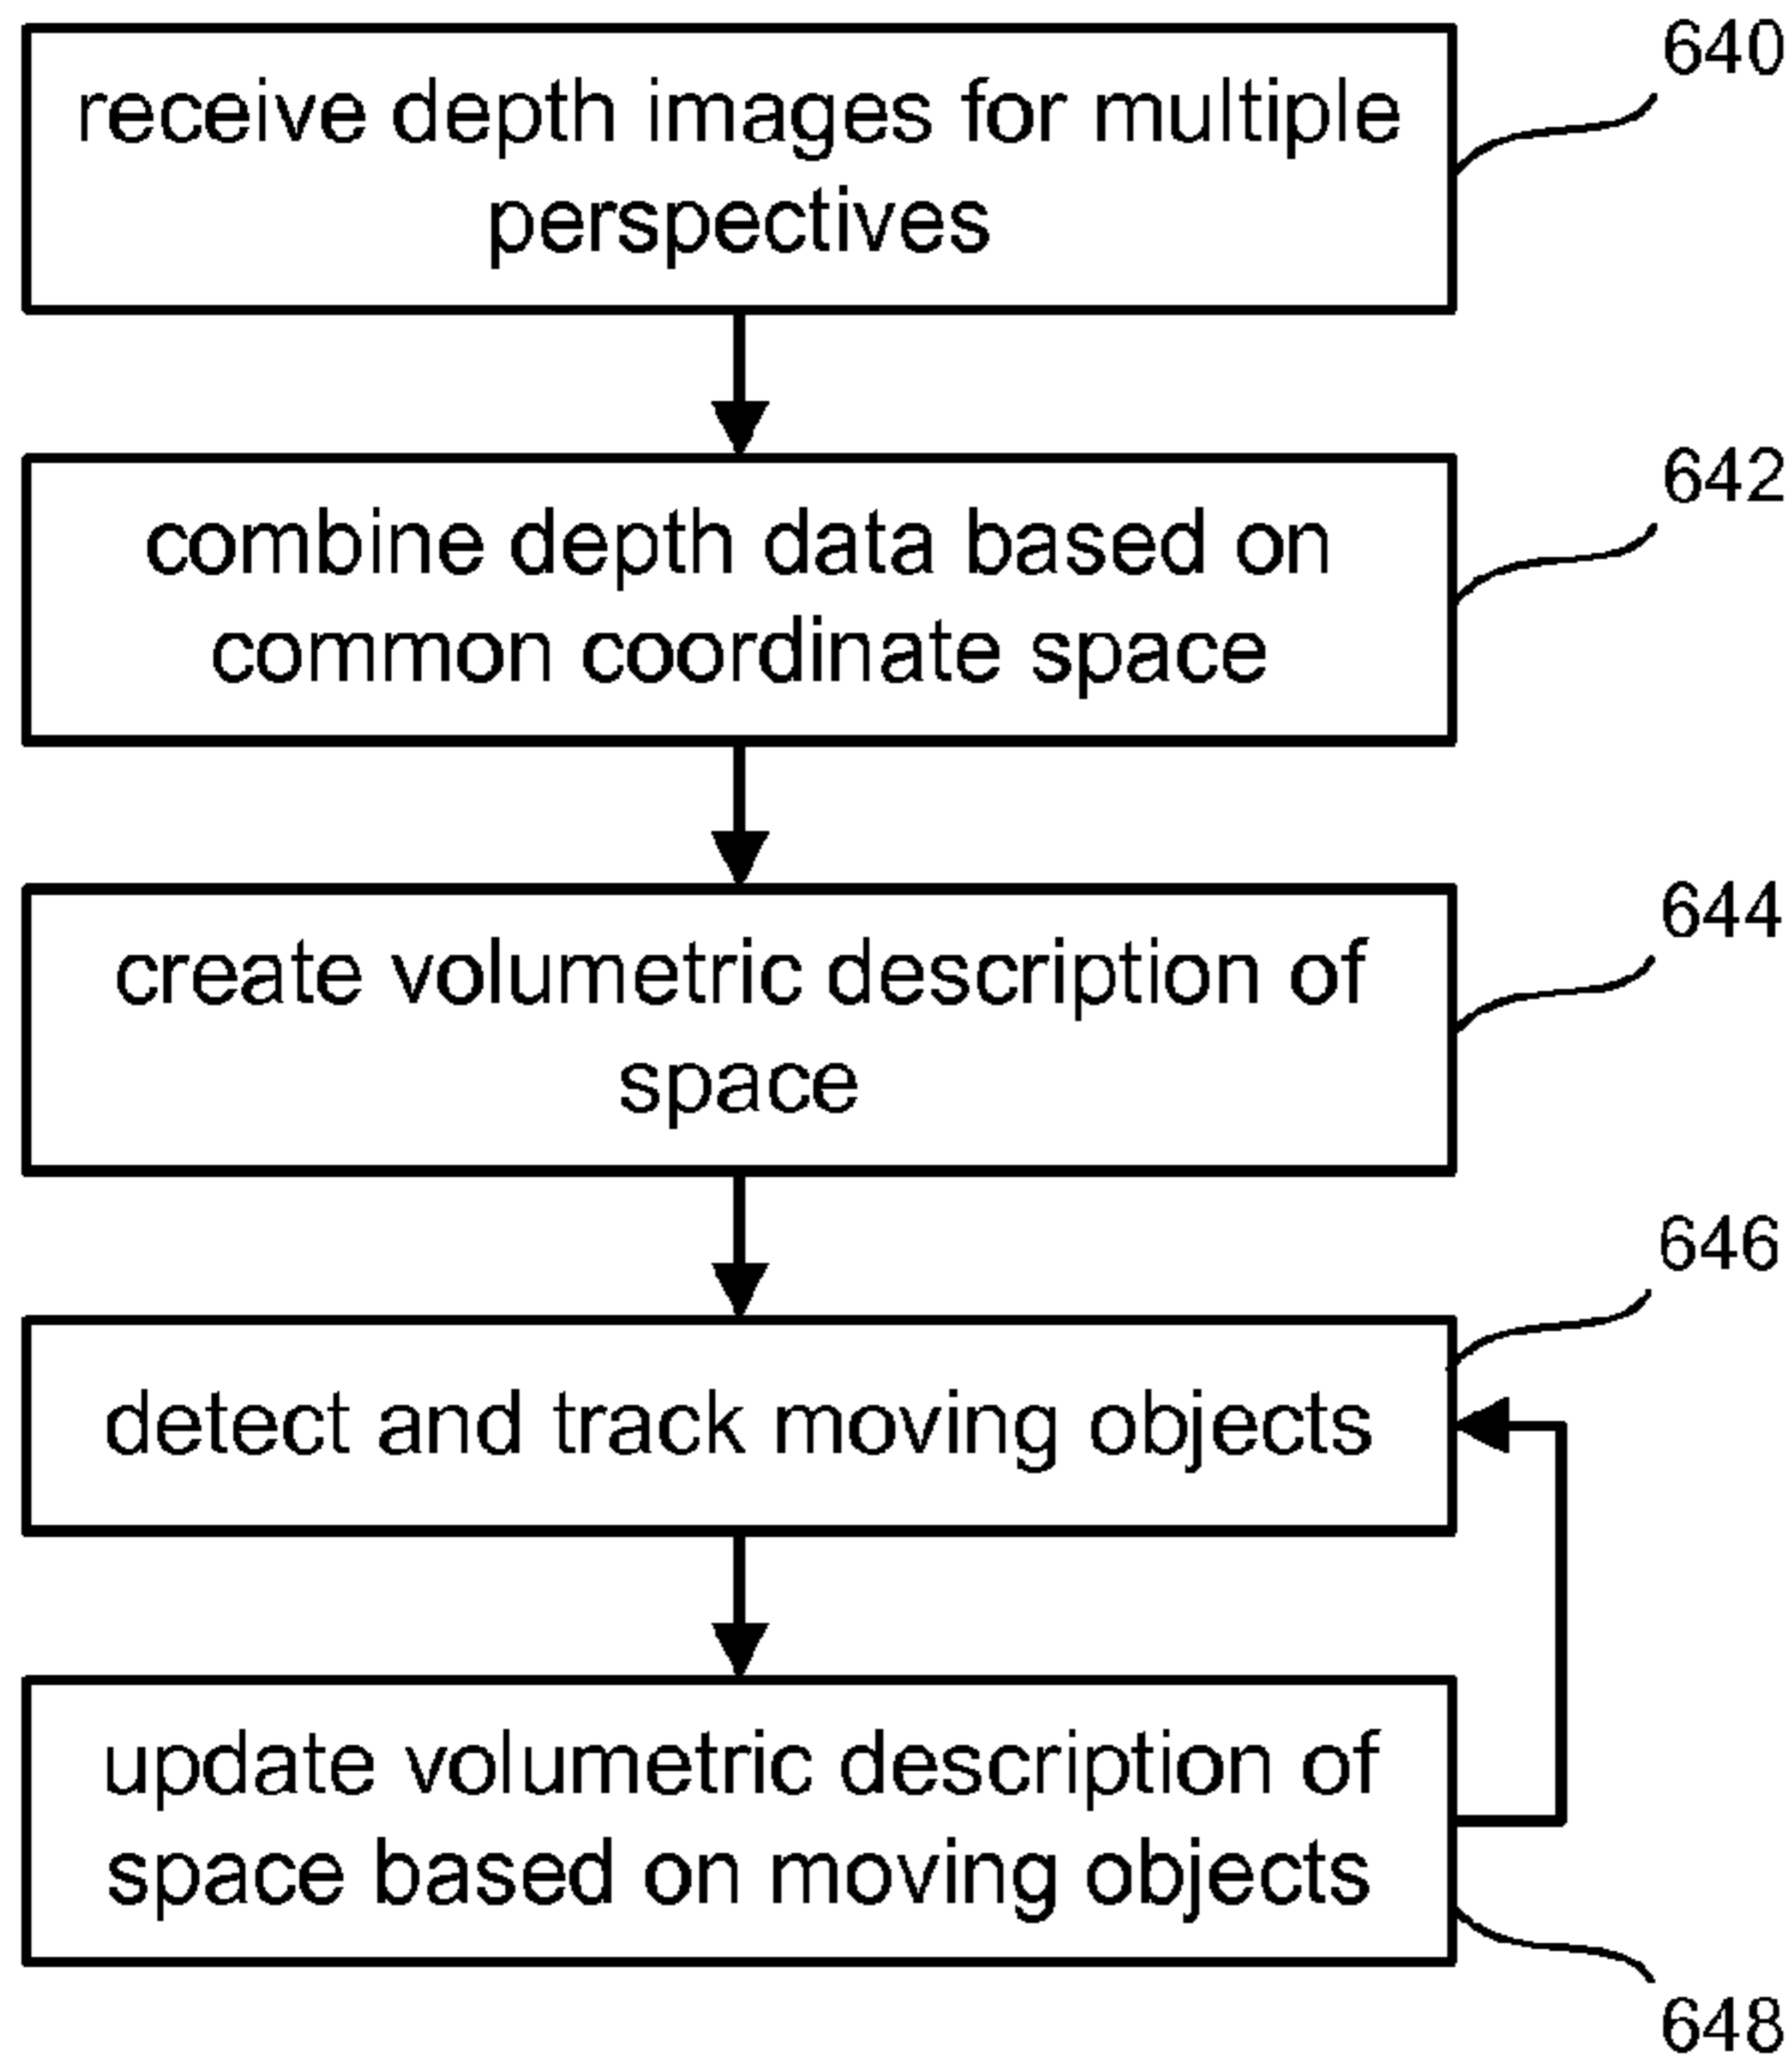 640
receive depth images for multiple
perspectives
642
combine depth data based on
common coordinate space
644
create volumetric description of
space
646
detect and track moving objects
update volumetric description of
space based on moving objects
648